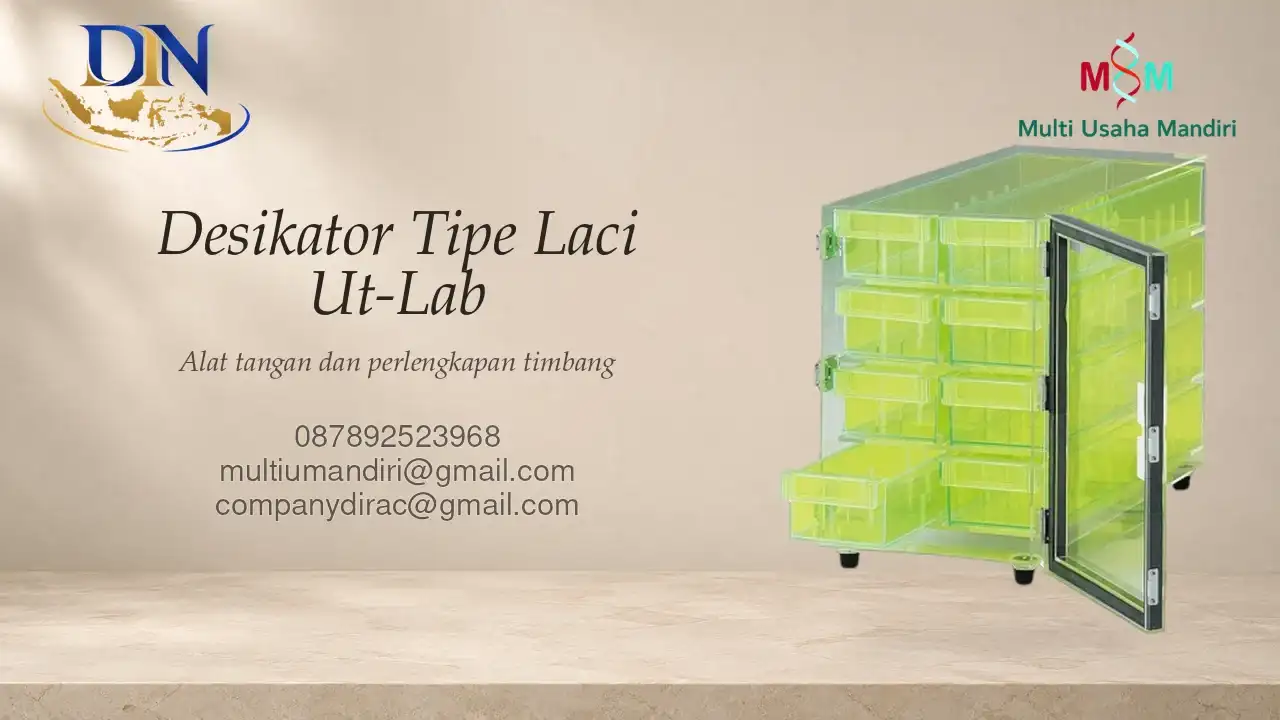 DN
M M
Multi Usaha Mandiri
Desikator Tipe Laci
Ut-Lab
Alat tangan dan perlengkapan timbang
087892523968
multiumandiri@gmail.com
companydirac@gmail.com